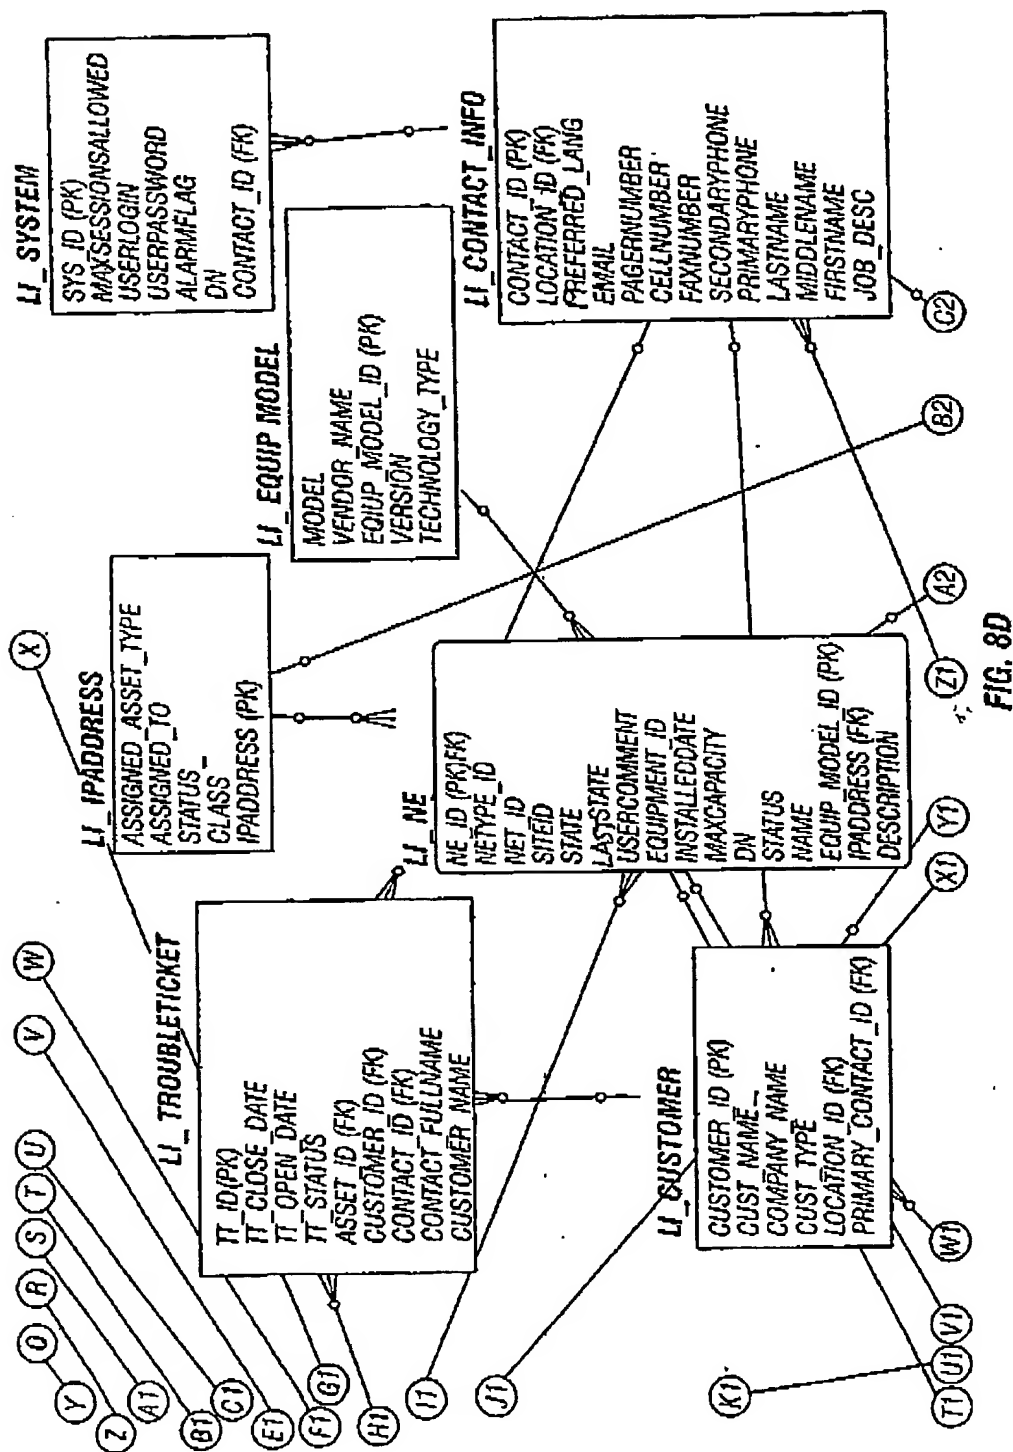 LI_SYSTEM
SYS_ID (PK)
MAXSESSIONSALLOWED
USERLOGIN
USERPASSWORD
ALARMFLAG
DN
CONTACT_ID (FK)
LI_CONTACT_INFO
CONTACT_ID (PK)
LOCATION_ID (FK)
PREFERRED_LANG
EMAIL
PAGERNUMBER
CELLNUMBER
FAXNUMBER
SECONDARYPHONE
PRIMARYPHONE
LASTNAME
MIDDLENAME
FIRSTNAME
JOB_DESC
LI_EQUIP MODEL
MODEL
VENDOR_NAME
EQIUP_MODEL_ID (PK)
VERSION
TECHNOLOGY_TYPE
LI_IPADDRESS
ASSIGNED_ASSET_TYPE
ASSIGNED_TO
STATUS_
CLASS
IPADDRESS (PK)
LI_NE
NE_ID (PK)(FK)
NETYPE_ID
NET_ID
SITEID
STATE
LASTSTATE
USERCOMMENT
EQUIPMENT_ID
INSTALLEDDATE
MAXCAPACITY
DN
STATUS
NAME
EQUIP_MODEL_ID (PK)
IPADDRESS (FK)
DESCRIPTION
LI_TROUBLETICKET
TT_ID(PK)
TT_CLOSE_DATE
TT_OPEN_DATE
TT_STATUS
ASSET_ID (FK)
CUSTOMER_ID (FK)
CONTACT_ID (FK)
CONTACT_FULLNAME
CUSTOMER_NAME
LI_CUSTOMER
CUSTOMER_ID (PK)
CUST_NAME_
COMPANY_NAME
CUST_TYPE
LOCATION_ID (FK)
PRIMARY_CONTACT_ID (FK)
X
W
V
U
T
S
R
Q
Y
Z
A1
B1
C1
E1
F1
G1
H1
I1
J1
K1
T1
U1
V1
W1
X1
Y1
Z1
A2
B2
C2
FIG. 8D